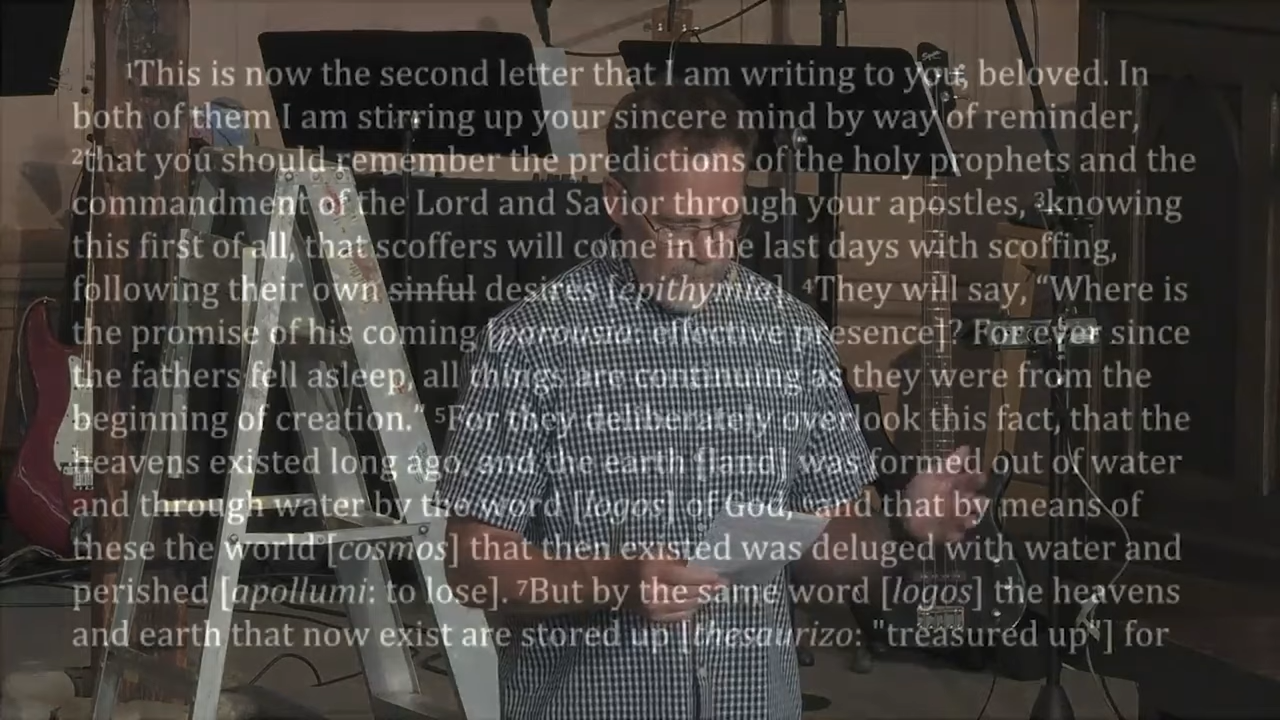 ¹This is now the second letter that I am writing to you, beloved. In
both of them I am stirring up your sincere mind by way of reminder,
²that you should remember the predictions of the holy prophets and the
commandment of the Lord and Savior through your apostles, ³knowing
this first of all, that scoffers will come in the last days with scoffing,
following their own sinful desires [epithymia]. ⁴They will say, “Where is
the promise of his coming [parousia: effective presence]? For ever since
the fathers fell asleep, all things are continuing as they were from the
beginning of creation.” ⁵For they deliberately overlook this fact, that the
heavens existed long ago, and the earth [land] was formed out of water
and through water by the word [logos] of God, and that by means of
these the world [cosmos] that then existed was deluged with water and
perished [apollumi: to lose]. ⁷But by the same word [logos] the heavens
and earth that now exist are stored up [thesaurizo: "treasured up"] for